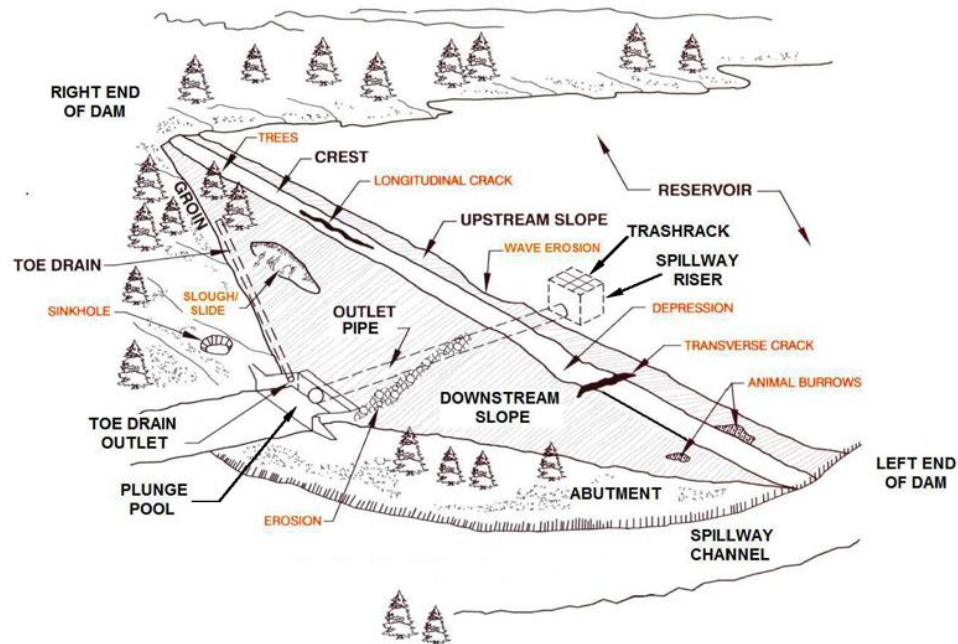 RIGHT END
OF DAM
TREES
CREST
LONGITUDINAL CRACK
RESERVOIR
GROIN
UPSTREAM SLOPE
TRASHRACK
WAVE EROSION
SPILLWAY
RISER
TOE DRAIN
SLOUGH/
SLIDE
OUTLET
PIPE
DEPRESSION
SINKHOLE
TRANSVERSE CRACK
ANIMAL BURROWS
DOWNSTREAM
SLOPE
TOE DRAIN
OUTLET
LEFT END
OF DAM
PLUNGE
POOL
ABUTMENT
EROSION
SPILLWAY
CHANNEL